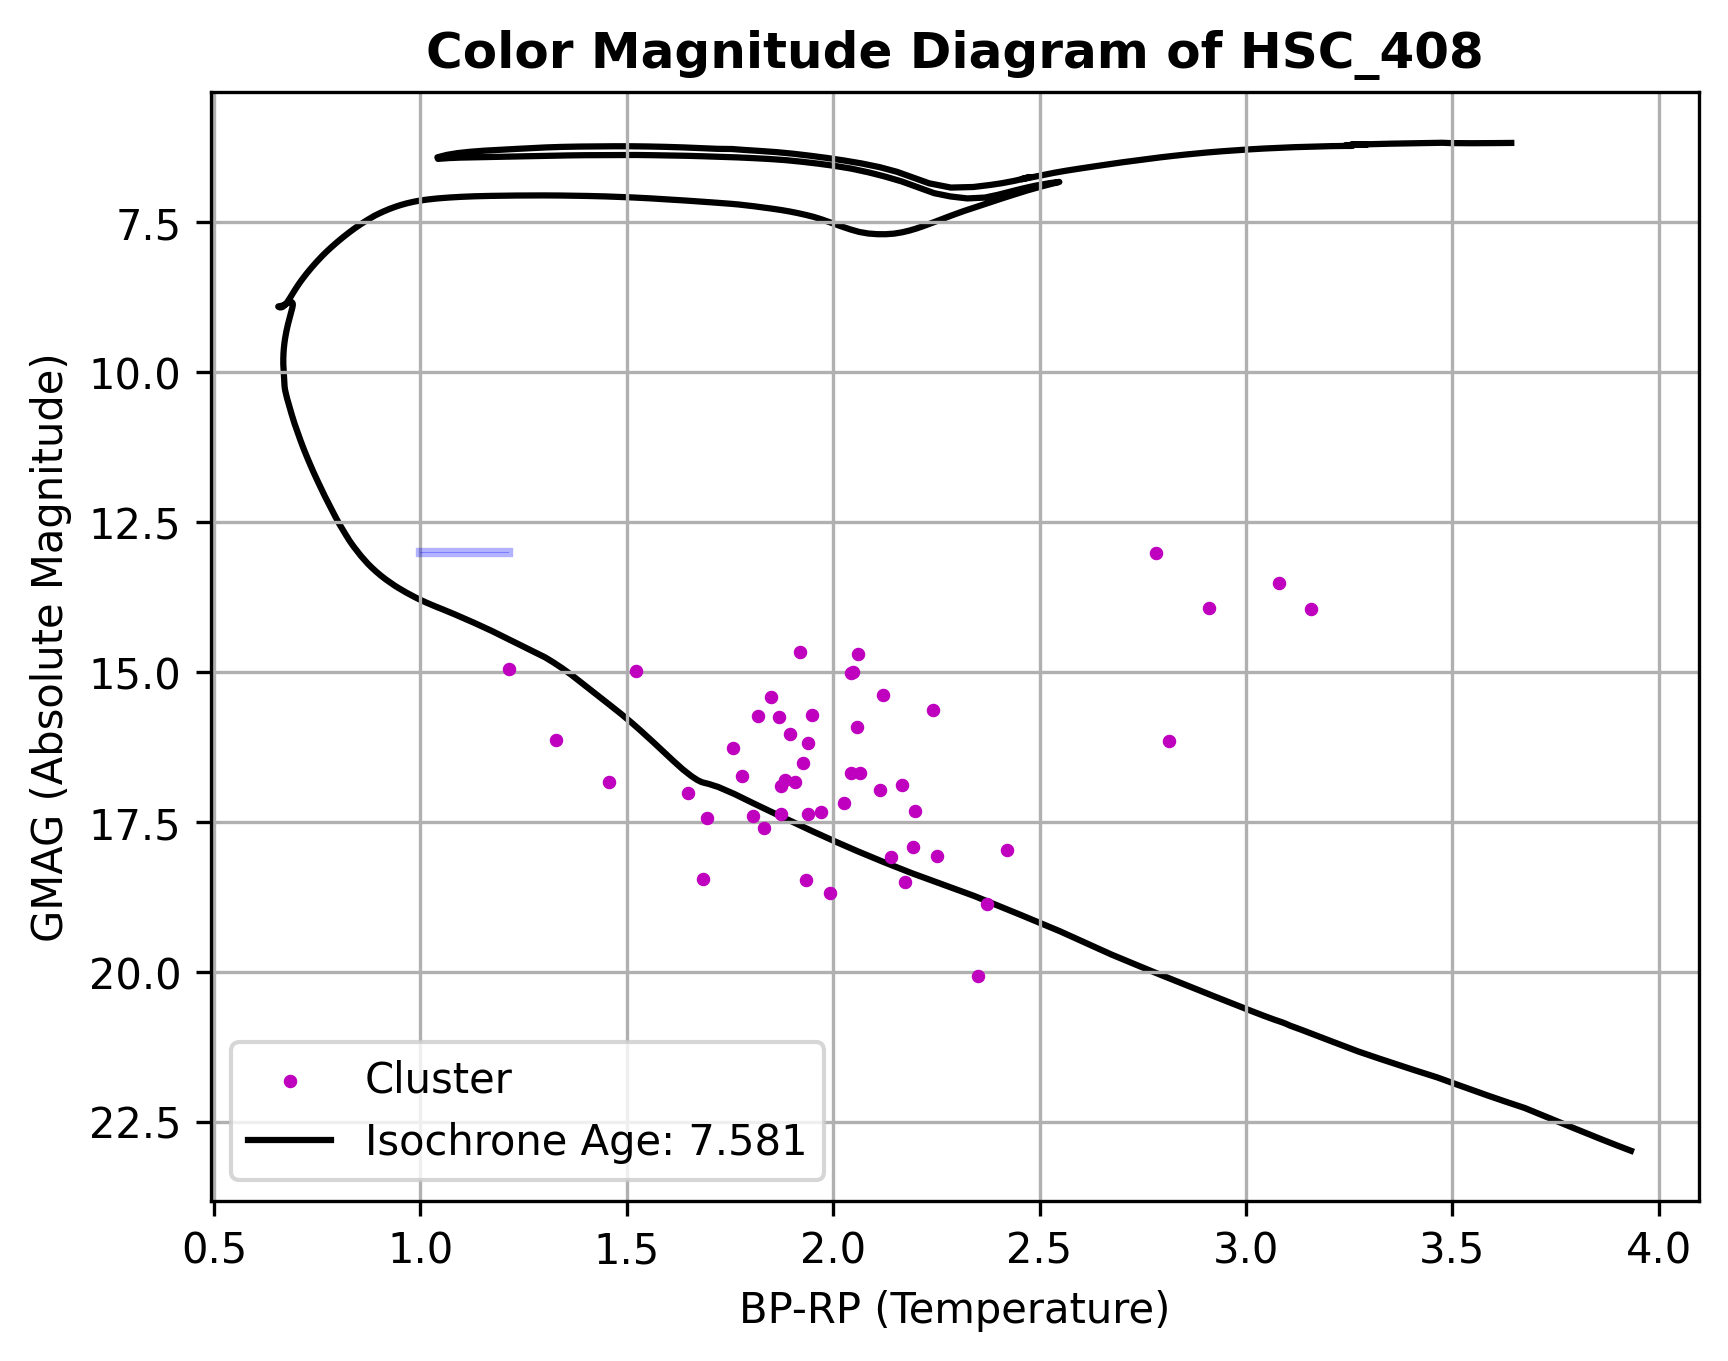 Color Magnitude Diagram of HSC_408
GMAG (Absolute Magnitude)
7.5
10.0
12.5
15.0
17.5
20.0
22.5
Cluster
Isochrone Age: 7.581
0.5 1.0 1.5 2.0 2.5 3.0 3.5 4.0
BP-RP (Temperature)